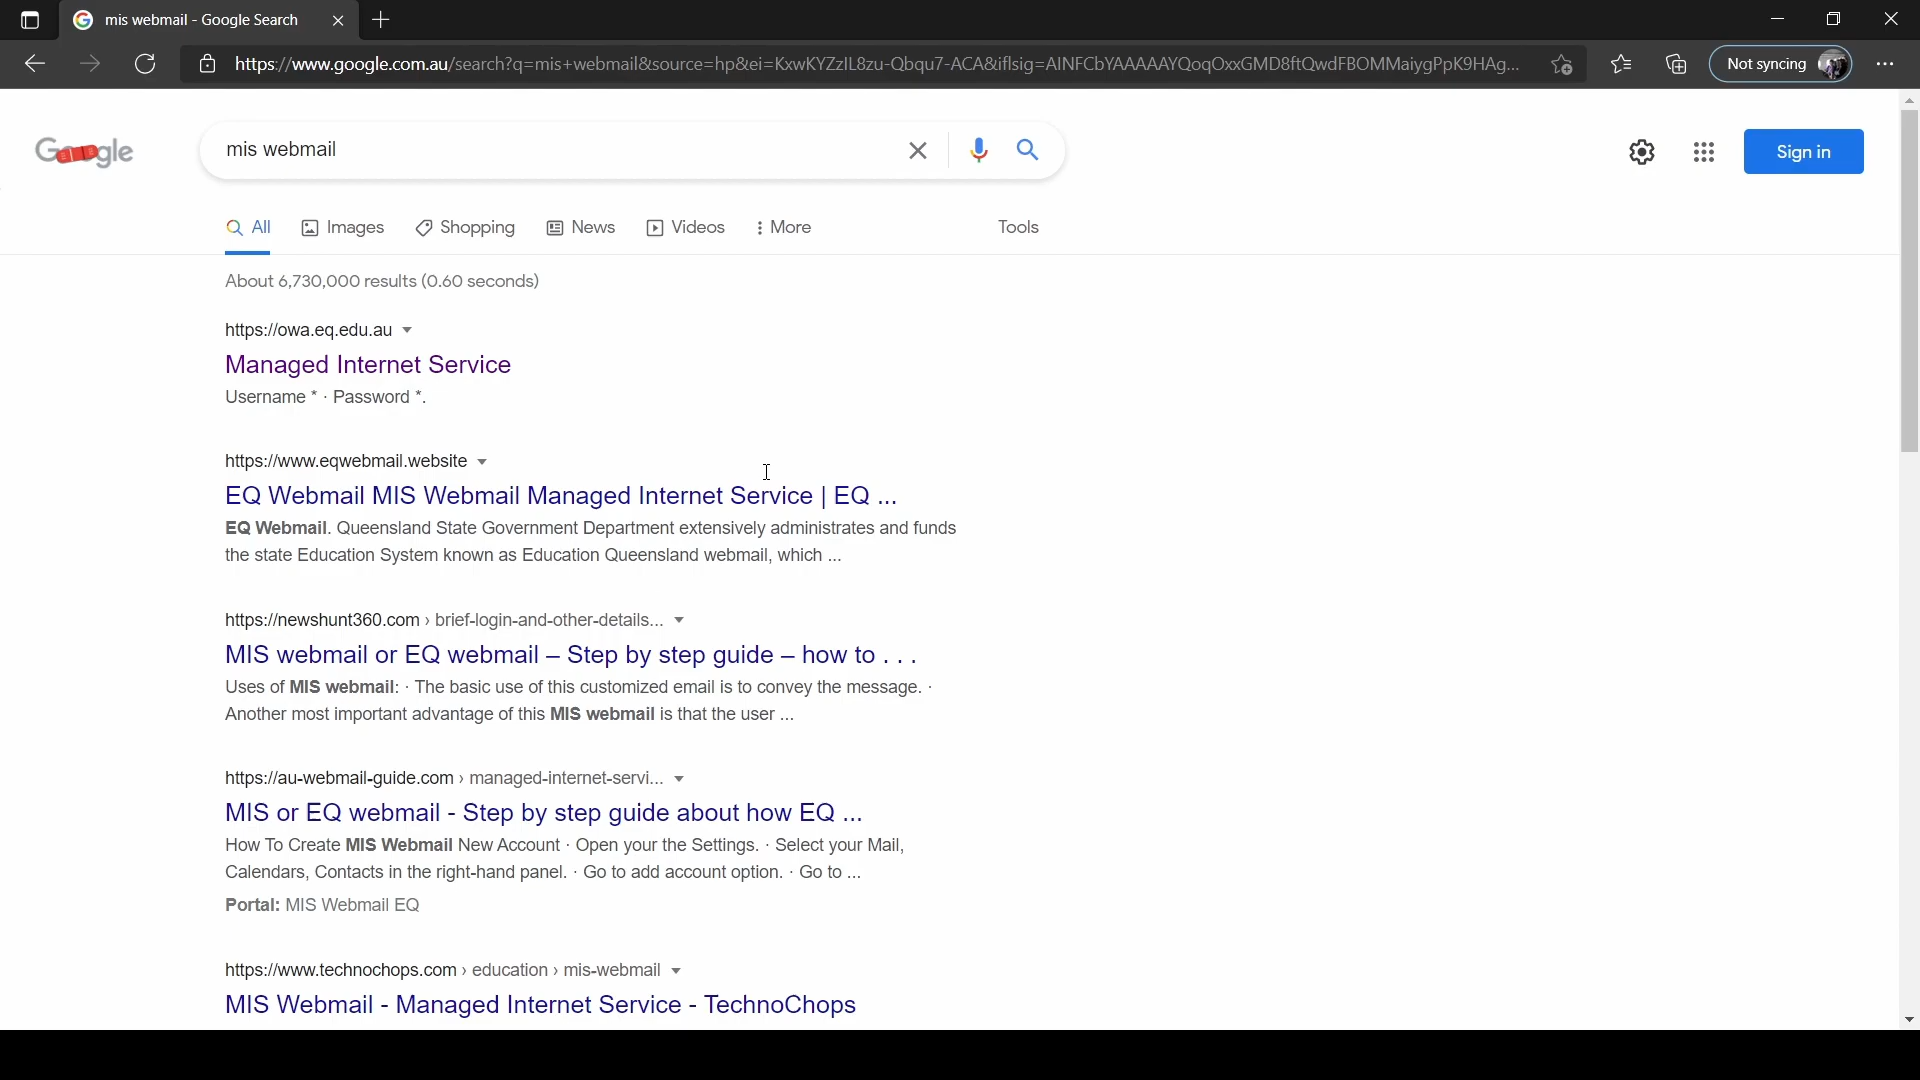 mis webmail - Google Search
https://www.google.com.au/search?q=mis+webmail&source=hp&ei=KxwKYZzIL8zu-Qbqu7-ACA&iflsig=AINFCbYAAAAAYQoqOxxGMD8ftQwdFBOMMaiygPpK9HAg...
Not syncing
Google
mis webmail
Sign in
All Images Shopping News Videos More Tools
About 6,730,000 results (0.60 seconds)
https://owa.eq.edu.au
Managed Internet Service
Username * · Password *.
https://www.eqwebmail.website
EQ Webmail MIS Webmail Managed Internet Service | EQ ...
EQ Webmail. Queensland State Government Department extensively administrates and funds
the state Education System known as Education Queensland webmail, which ...
https://newshunt360.com › brief-login-and-other-details...
MIS webmail or EQ webmail – Step by step guide – how to . . .
Uses of MIS webmail: · The basic use of this customized email is to convey the message. ·
Another most important advantage of this MIS webmail is that the user ...
https://au-webmail-guide.com › managed-internet-servi...
MIS or EQ webmail - Step by step guide about how EQ ...
How To Create MIS Webmail New Account · Open your the Settings. · Select your Mail,
Calendars, Contacts in the right-hand panel. · Go to add account option. · Go to ...
Portal: MIS Webmail EQ
https://www.technochops.com › education › mis-webmail
MIS Webmail - Managed Internet Service - TechnoChops